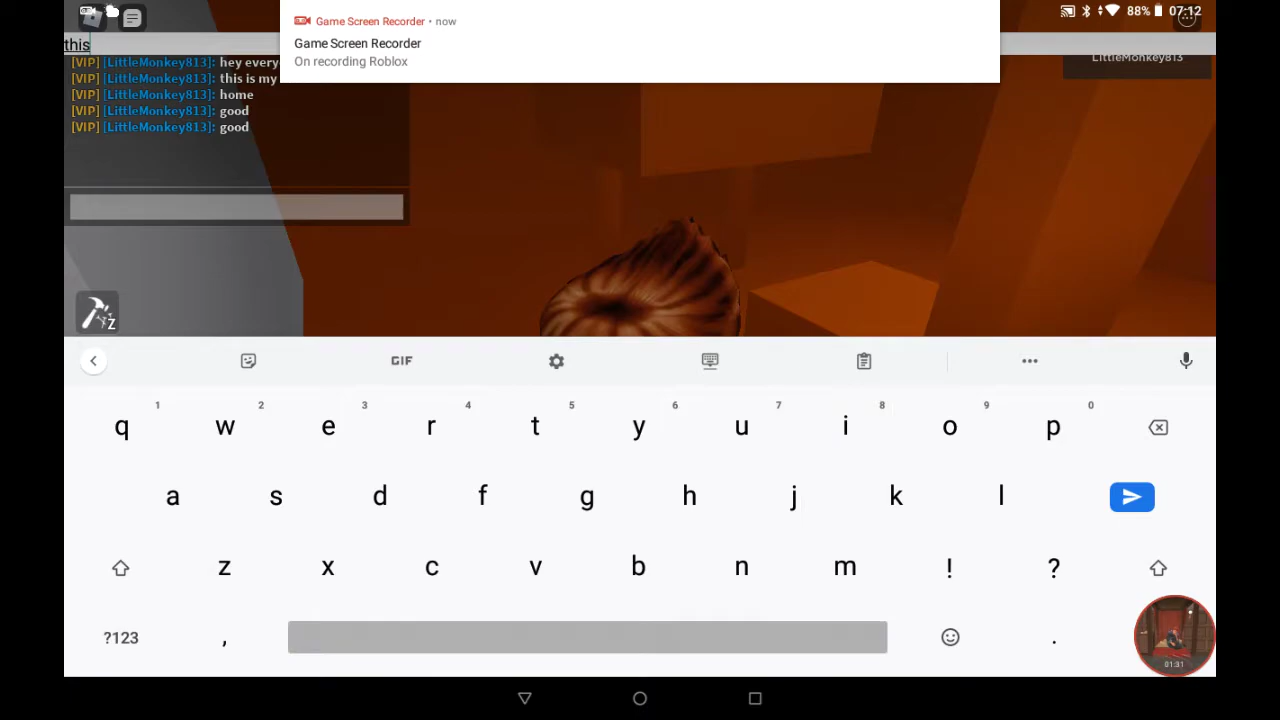 Game Screen Recorder • now
88% 07:12
Game Screen Recorder
On recording Roblox
this
LittleMonkey813
[VIP] [LittleMonkey813]: hey every
[VIP] [LittleMonkey813]: this is my
[VIP] [LittleMonkey813]: home
[VIP] [LittleMonkey813]: good
[VIP] [LittleMonkey813]: good
z
GIF
1 2 3 4 5 6 7 8 9 0
q w e r t y u i o p
a s d f g h j k l
z x c v b n m ! ?
?123 , .
01:31